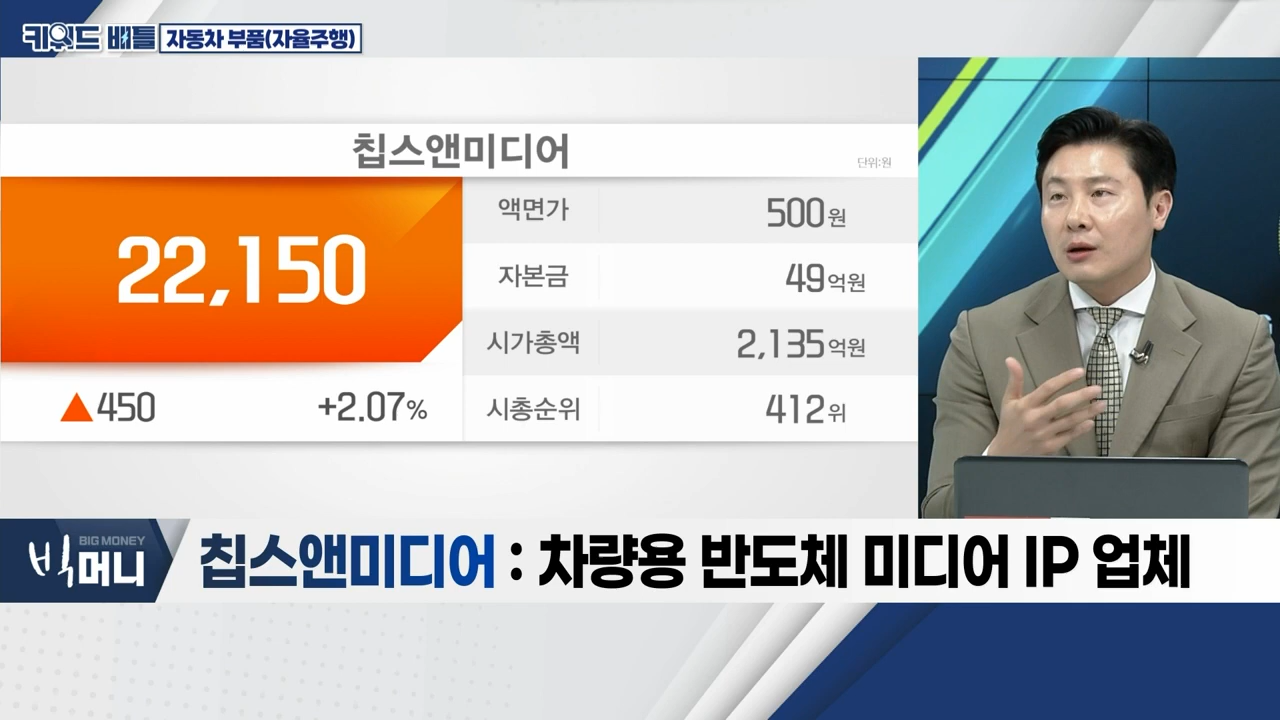 키워드 배틀 자동차 부품(자율주행)
칩스앤미디어
단위:원
22,150
▲450 +2.07%
액면가 500원
자본금 49억원
시가총액 2,135억원
시총순위 412위
빅머니 BIG MONEY
칩스앤미디어 : 차량용 반도체 미디어 IP 업체